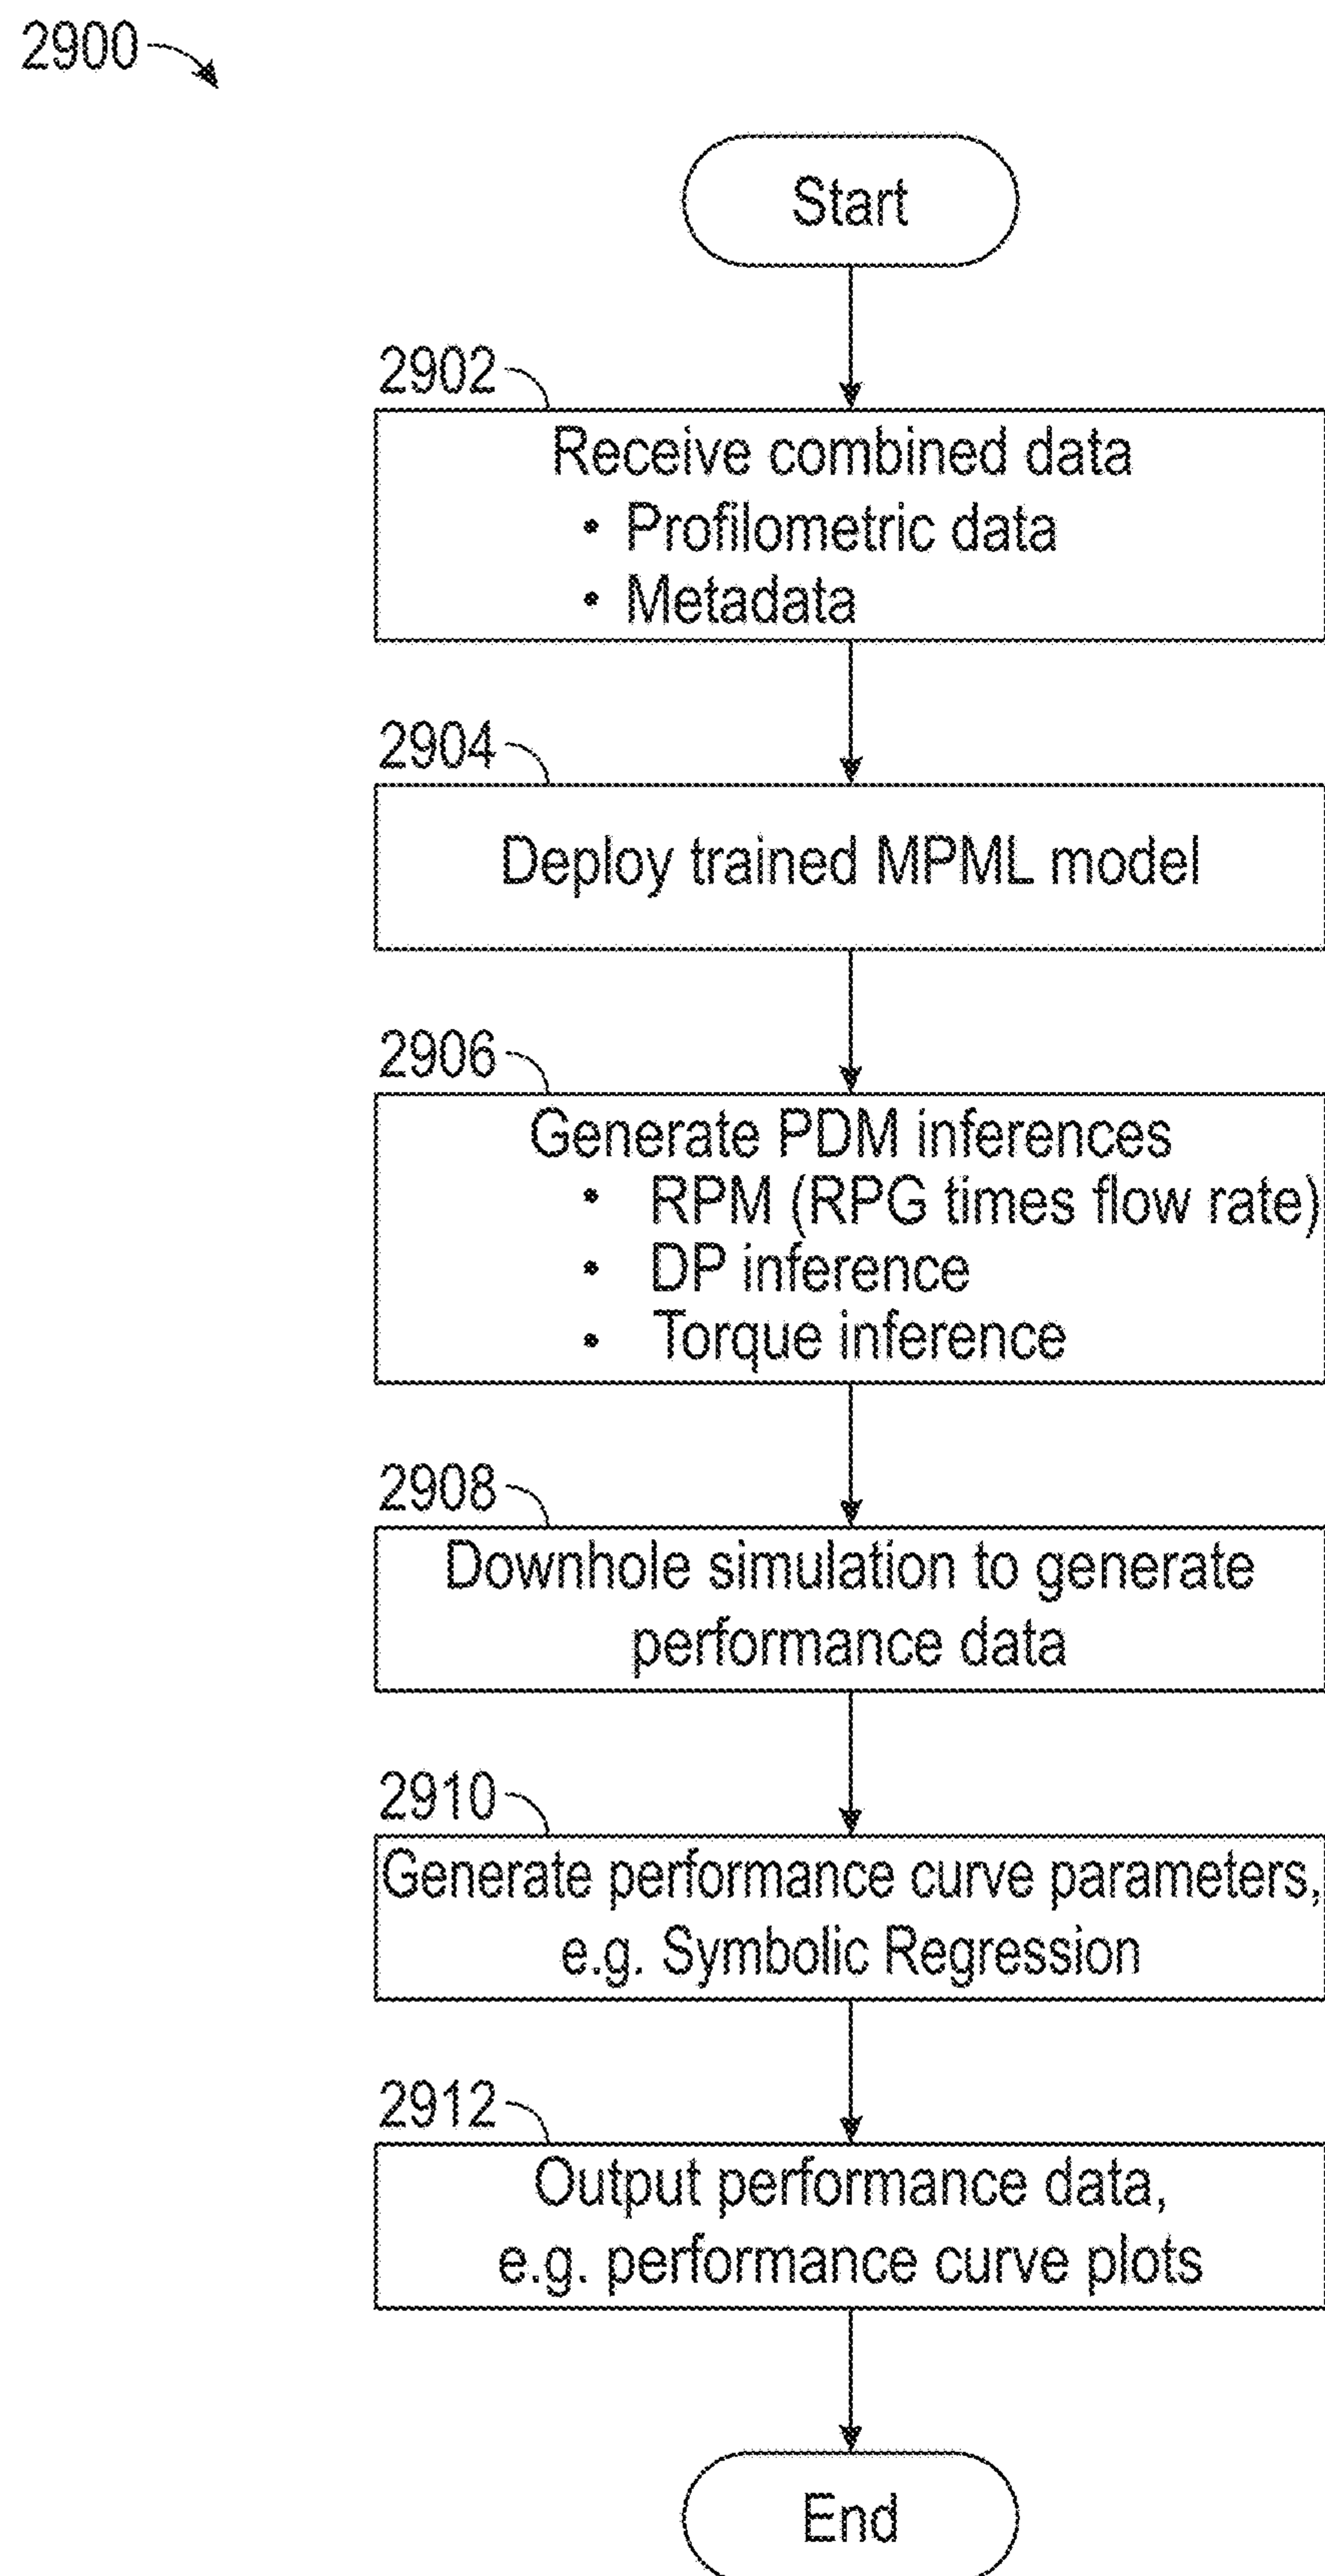 2900
Start
2902
Receive combined data
• Profilometric data
• Metadata
2904
Deploy trained MPML model
2906
Generate PDM inferences
• RPM (RPG times flow rate)
• DP inference
• Torque inference
2908
Downhole simulation to generate
performance data
2910
Generate performance curve parameters,
e.g. Symbolic Regression
2912
Output performance data,
e.g. performance curve plots
End